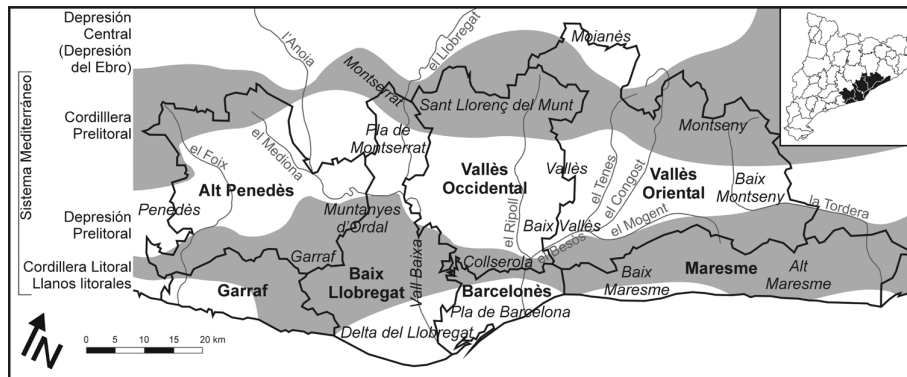 Depresión
Central
(Depresión
del Ebro)
Sistema Mediterráneo
Cordilllera
Prelitoral
Depresión
Prelitoral
Cordillera Litoral
Llanos litorales
l'Anoia
el Llobregat
Moianès
Montserrat
Sant Llorenç del Munt
Montseny
Pla de
Montserrat
el Foix
el Mediona
Alt Penedès
Penedès
Vallès
Occidental
Vallès
el Tenes
el Congost
Vallès
Oriental
Baix
Montseny
la Tordera
Muntanyes
d'Ordal
el Ripoll
Baix Vallès
el Besòs
el Mogent
Garraf
Vall Baixa
Collserola
Baix
Llobregat
Garraf
Barcelonès
Pla de Barcelona
Delta del Llobregat
Baix
Maresme
Maresme
Alt
Maresme
N
0 5 10 15 20 km